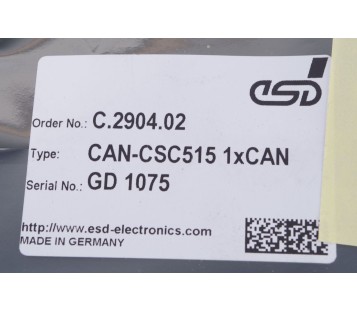 esd
Order No.: C.2904.02
Type: CAN-CSC515 1xCAN
Serial No.: GD 1075
http://www.esd-electronics.com/
MADE IN GERMANY